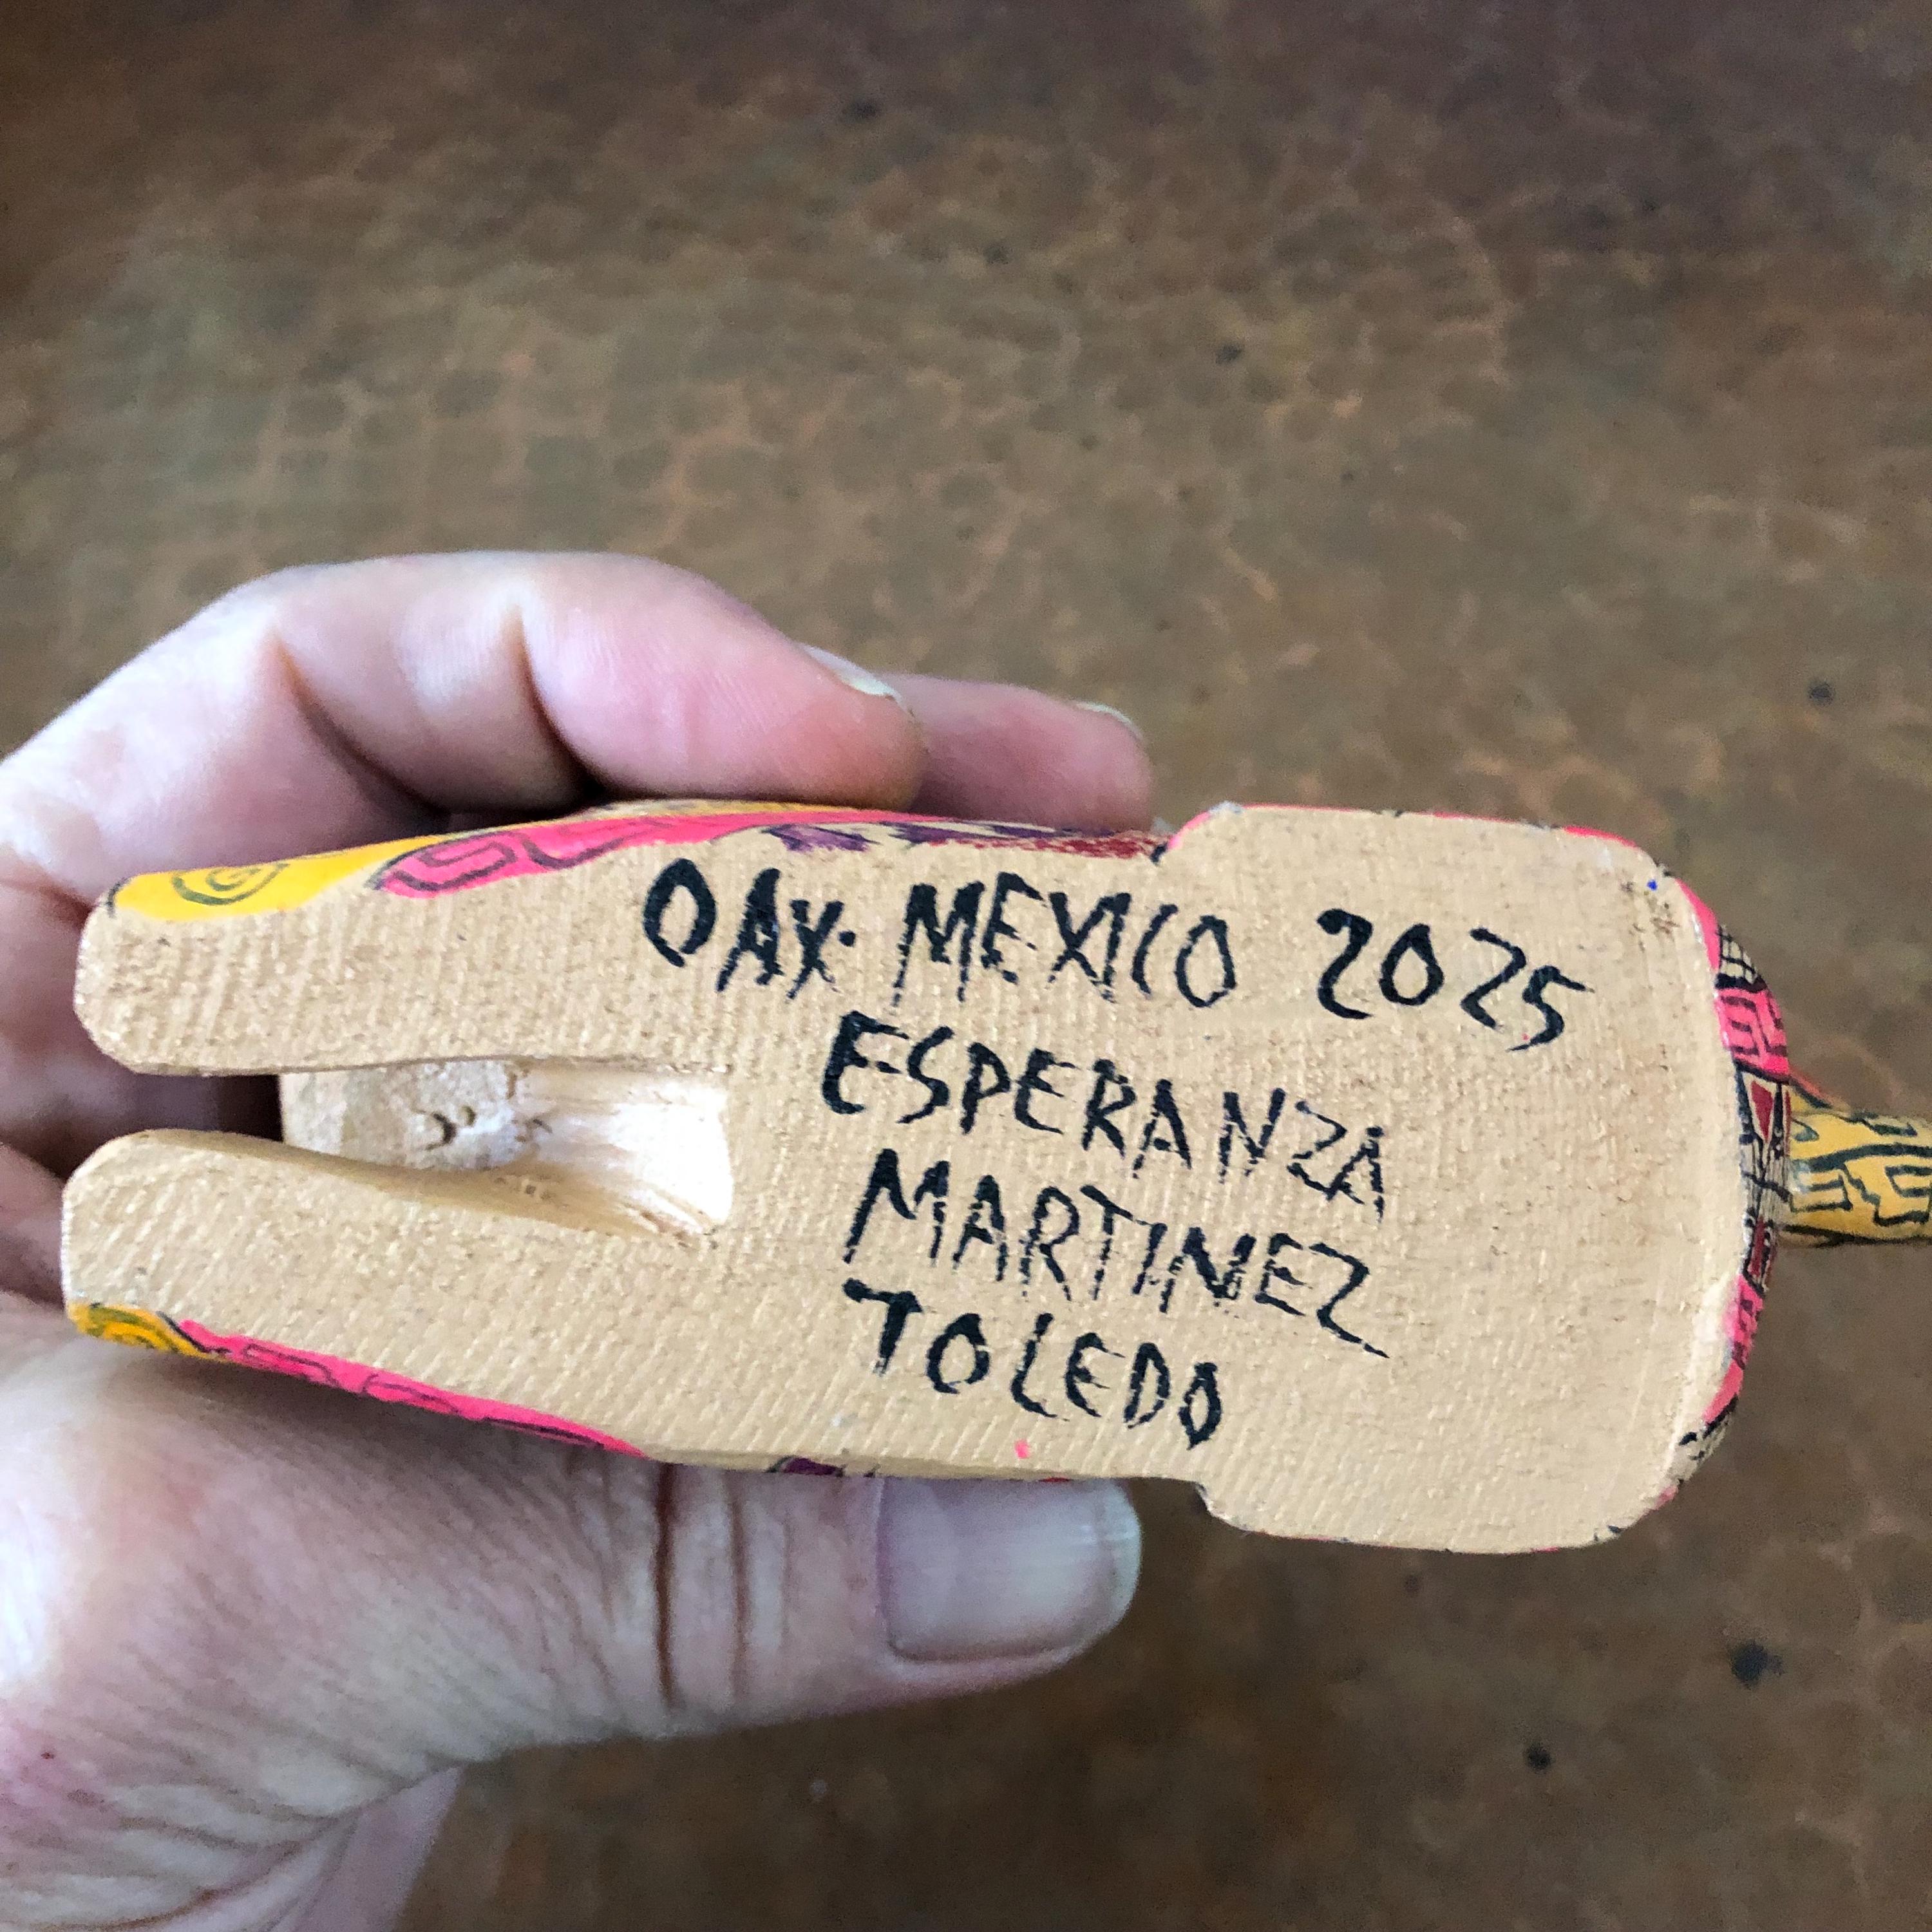 OAX. MEXICO 2025
ESPERANZA
MARTINEZ
TOLEDO